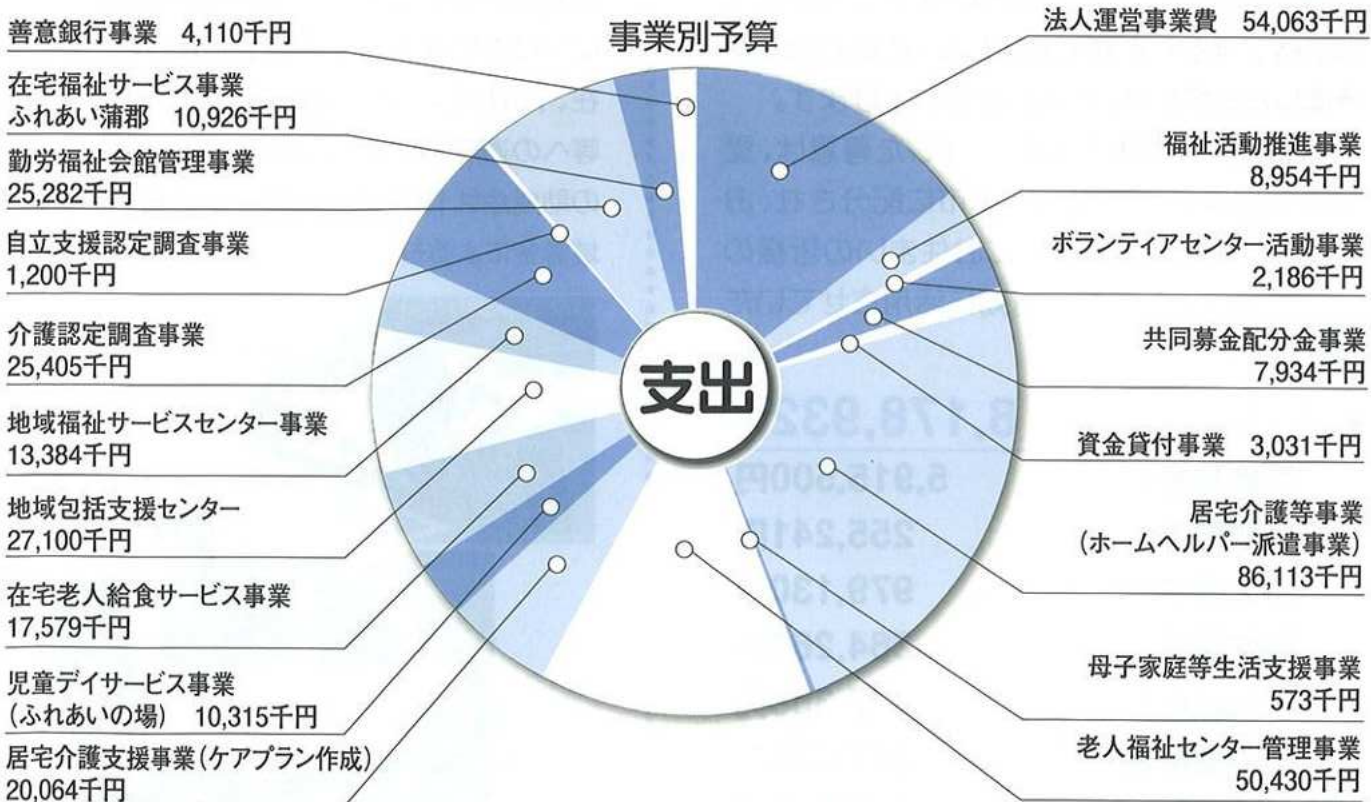 事業別予算
支出
法人運営事業費 54,063千円
福祉活動推進事業
8,954千円
ボランティアセンター活動事業
2,186千円
共同募金配分金事業
7,934千円
資金貸付事業 3,031千円
居宅介護等事業
(ホームヘルパー派遣事業)
86,113千円
母子家庭等生活支援事業
573千円
老人福祉センター管理事業
50,430千円
善意銀行事業 4,110千円
在宅福祉サービス事業
ふれあい蒲郡 10,926千円
勤労福祉会館管理事業
25,282千円
自立支援認定調査事業
1,200千円
介護認定調査事業
25,405千円
地域福祉サービスセンター事業
13,384千円
地域包括支援センター
27,100千円
在宅老人給食サービス事業
17,579千円
児童デイサービス事業
(ふれあいの場) 10,315千円
居宅介護支援事業(ケアプラン作成)
20,064千円